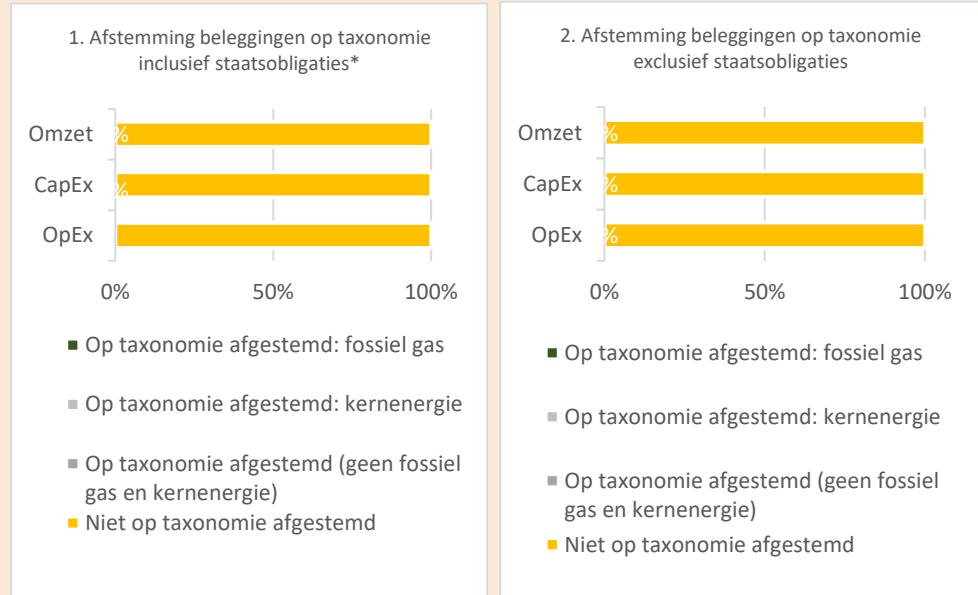 1. Afstemming beleggingen op taxonomie
inclusief staatsobligaties*
Omzet
%
CapEx
%
OpEx
0%
50%
100%
Op taxonomie afgestemd: fossiel gas
Op taxonomie afgestemd: kernenergie
Op taxonomie afgestemd (geen fossiel
gas en kernenergie)
Niet op taxonomie afgestemd
2. Afstemming beleggingen op taxonomie
exclusief staatsobligaties
Omzet
%
CapEx
%
OpEx
%
0%
50%
100%
Op taxonomie afgestemd: fossiel gas
Op taxonomie afgestemd: kernenergie
Op taxonomie afgestemd (geen fossiel
gas en kernenergie)
Niet op taxonomie afgestemd